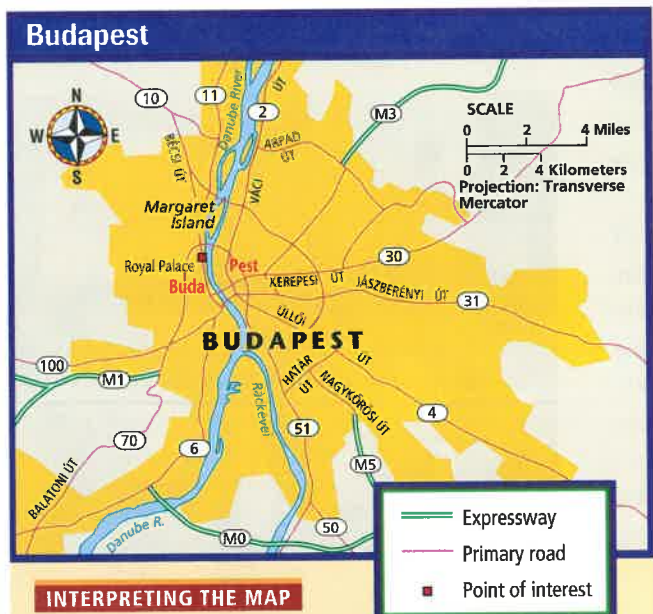 Budapest
N
W E
S
10
11
Danube River
2
ÚT
M3
SCALE
0 2 4 Miles
0 2 4 Kilometers
Projection: Transverse
Mercator
BÉCSI ÚT
ARPAD
ÚT
VÁCI
Margaret
Island
Royal Palace
Buda
Pest
30
KEREPESI ÚT
JÁSZBERÉNYI ÚT
31
ÜLLŐI
ÚT
BUDAPEST
100
M1
HATÁR
ÚT
NAGYKŐRÖSI ÚT
Ráckevei
51
4
70
6
BALATONI ÚT
M5
Danube R.
M0
50
Expressway
Primary road
Point of interest
INTERPRETING THE MAP